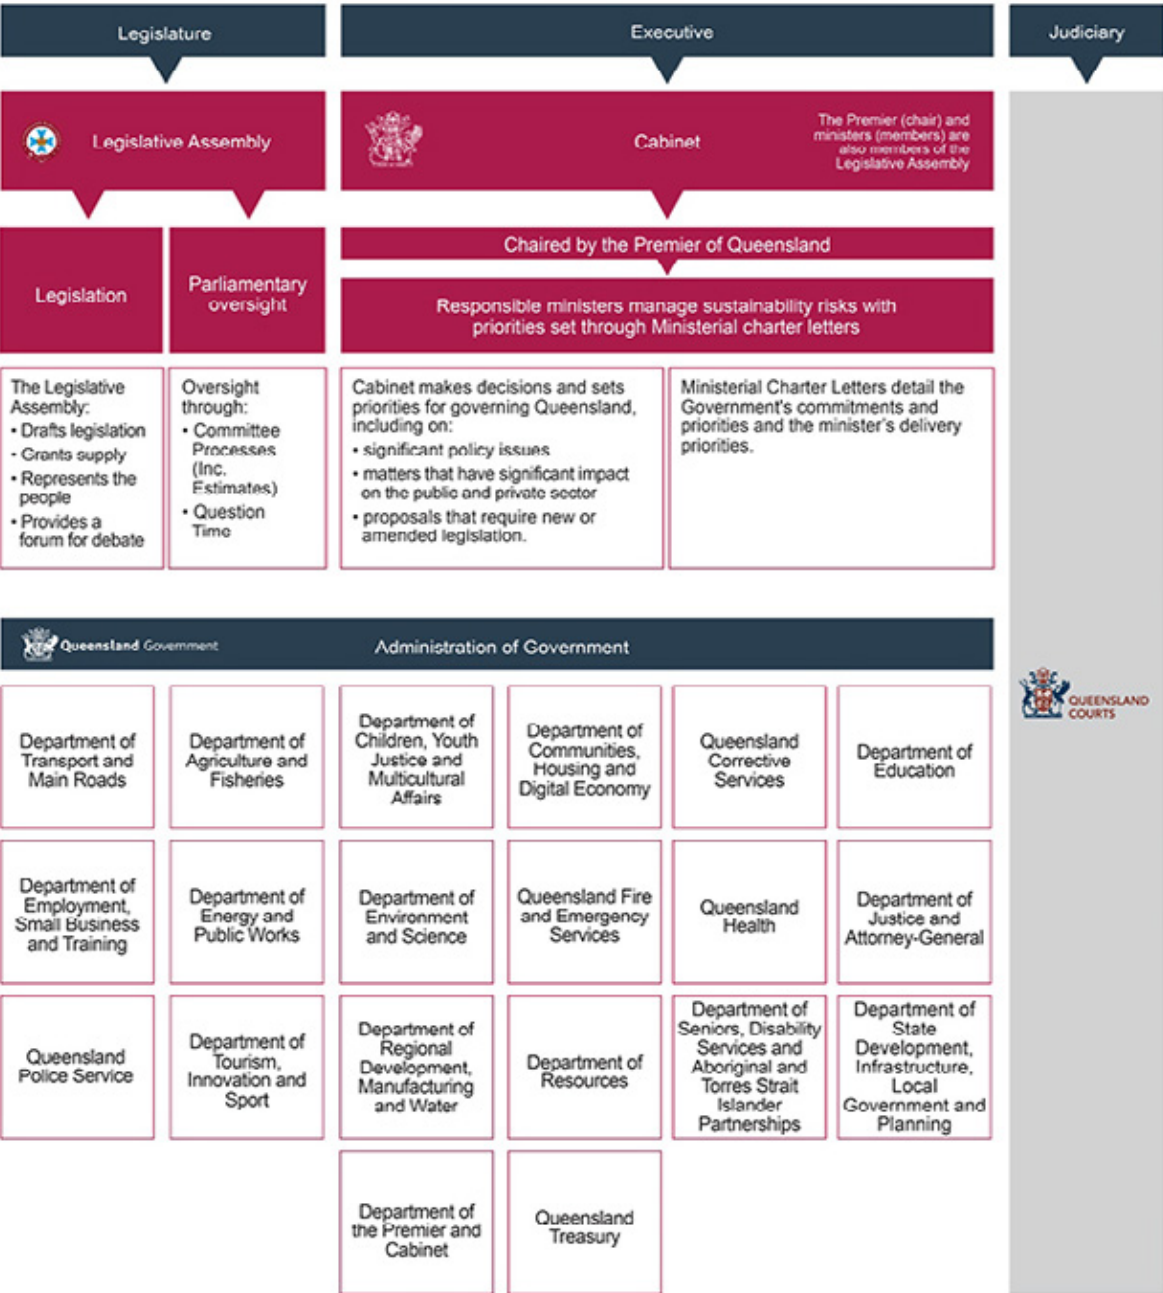 Legislature
Executive
Judiciary
Legislative Assembly
Cabinet
The Premier (chair) and
ministers (members) are
also members of the
Legislative Assembly
Legislation
Parliamentary
oversight
Chaired by the Premier of Queensland
Responsible ministers manage sustainability risks with
priorities set through Ministerial charter letters
The Legislative
Assembly:
• Drafts legislation
- Grants supply
• Represents the
people
• Provides a
forum for debate
Oversight
through:
• Committee
Processes
(Inc.
Estimates)
• Question
Time
Cabinet makes decisions and sets
priorities for governing Queensland,
including on:
• significant policy issues
• matters that have significant impact
on the public and private sector
• proposals that require new or
amended legislation.
Ministerial Charter Letters detail the
Government's commitments and
priorities and the minister's delivery
priorities.
Queensland Government
Administration of Government
QUEENSLAND
COURTS
Department of
Transport and
Main Roads
Department of
Agriculture and
Fisheries
Department of
Children, Youth
Justice and
Multicultural
Affairs
Department of
Communities,
Housing and
Digital Economy
Queensland
Corrective
Services
Department of
Education
Department of
Employment,
Small Business
and Training
Department of
Energy and
Public Works
Department of
Environment
and Science
Queensland Fire
and Emergency
Services
Queensland
Health
Department of
Justice and
Attorney-General
Queensland
Police Service
Department of
Tourism,
Innovation and
Sport
Department of
Regional
Development,
Manufacturing
and Water
Department of
Resources
Department of
Seniors, Disability
Services and
Aboriginal and
Torres Strait
Islander
Partnerships
Department of
State
Development,
Infrastructure,
Local
Government and
Planning
Department of
the Premier and
Cabinet
Queensland
Treasury